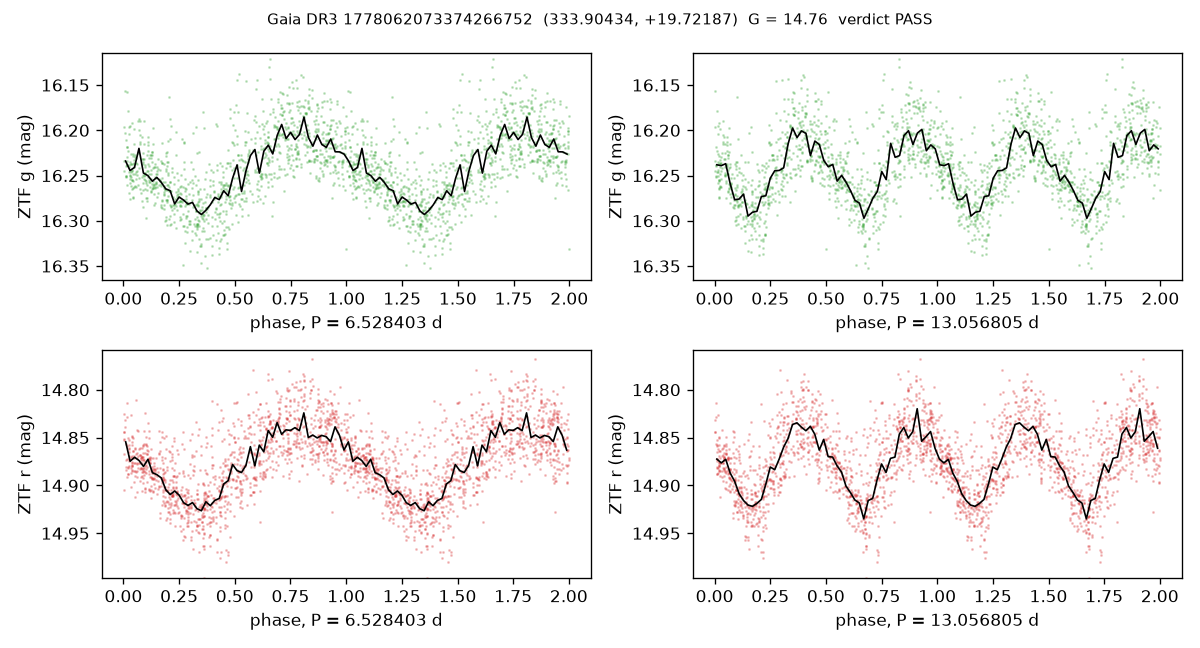 Gaia DR3 1778062073374266752  (333.90434, +19.72187)  G = 14.76  verdict PASS
ZTF g (mag)
16.15
16.20
16.25
16.30
16.35
0.00 0.25 0.50 0.75 1.00 1.25 1.50 1.75 2.00
phase, P = 6.528403 d
ZTF g (mag)
16.15
16.20
16.25
16.30
16.35
0.00 0.25 0.50 0.75 1.00 1.25 1.50 1.75 2.00
phase, P = 13.056805 d
ZTF r (mag)
14.80
14.85
14.90
14.95
0.00 0.25 0.50 0.75 1.00 1.25 1.50 1.75 2.00
phase, P = 6.528403 d
ZTF r (mag)
14.80
14.85
14.90
14.95
0.00 0.25 0.50 0.75 1.00 1.25 1.50 1.75 2.00
phase, P = 13.056805 d